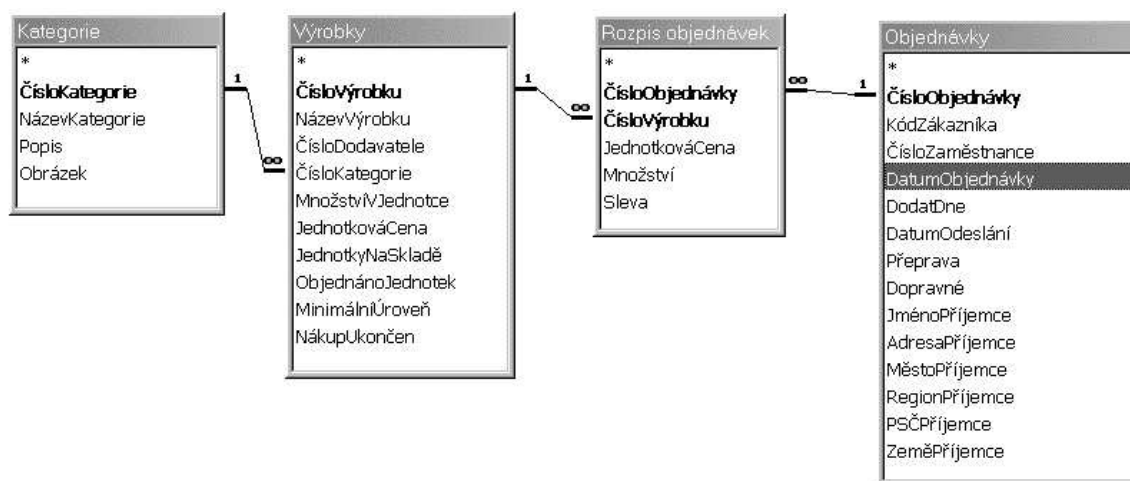 Kategorie
*
ČísloKategorie
NázevKategorie
Popis
Obrázek
1
∞
Výrobky
*
ČísloVýrobku
NázevVýrobku
ČísloDodavatele
ČísloKategorie
MnožstvíVJednotce
JednotkováCena
JednotkyNaSkladě
ObjednánoJednotek
MinimálníÚroveň
NákupUkončen
1
∞
Rozpis objednávek
*
ČísloObjednávky
ČísloVýrobku
JednotkováCena
Množství
Sleva
∞
1
Objednávky
*
ČísloObjednávky
KódZákazníka
ČísloZaměstnance
DatumObjednávky
DodatDne
DatumOdeslání
Přeprava
Dopravné
JménoPříjemce
AdresaPříjemce
MěstoPříjemce
RegionPříjemce
PSČPříjemce
ZeměPříjemce